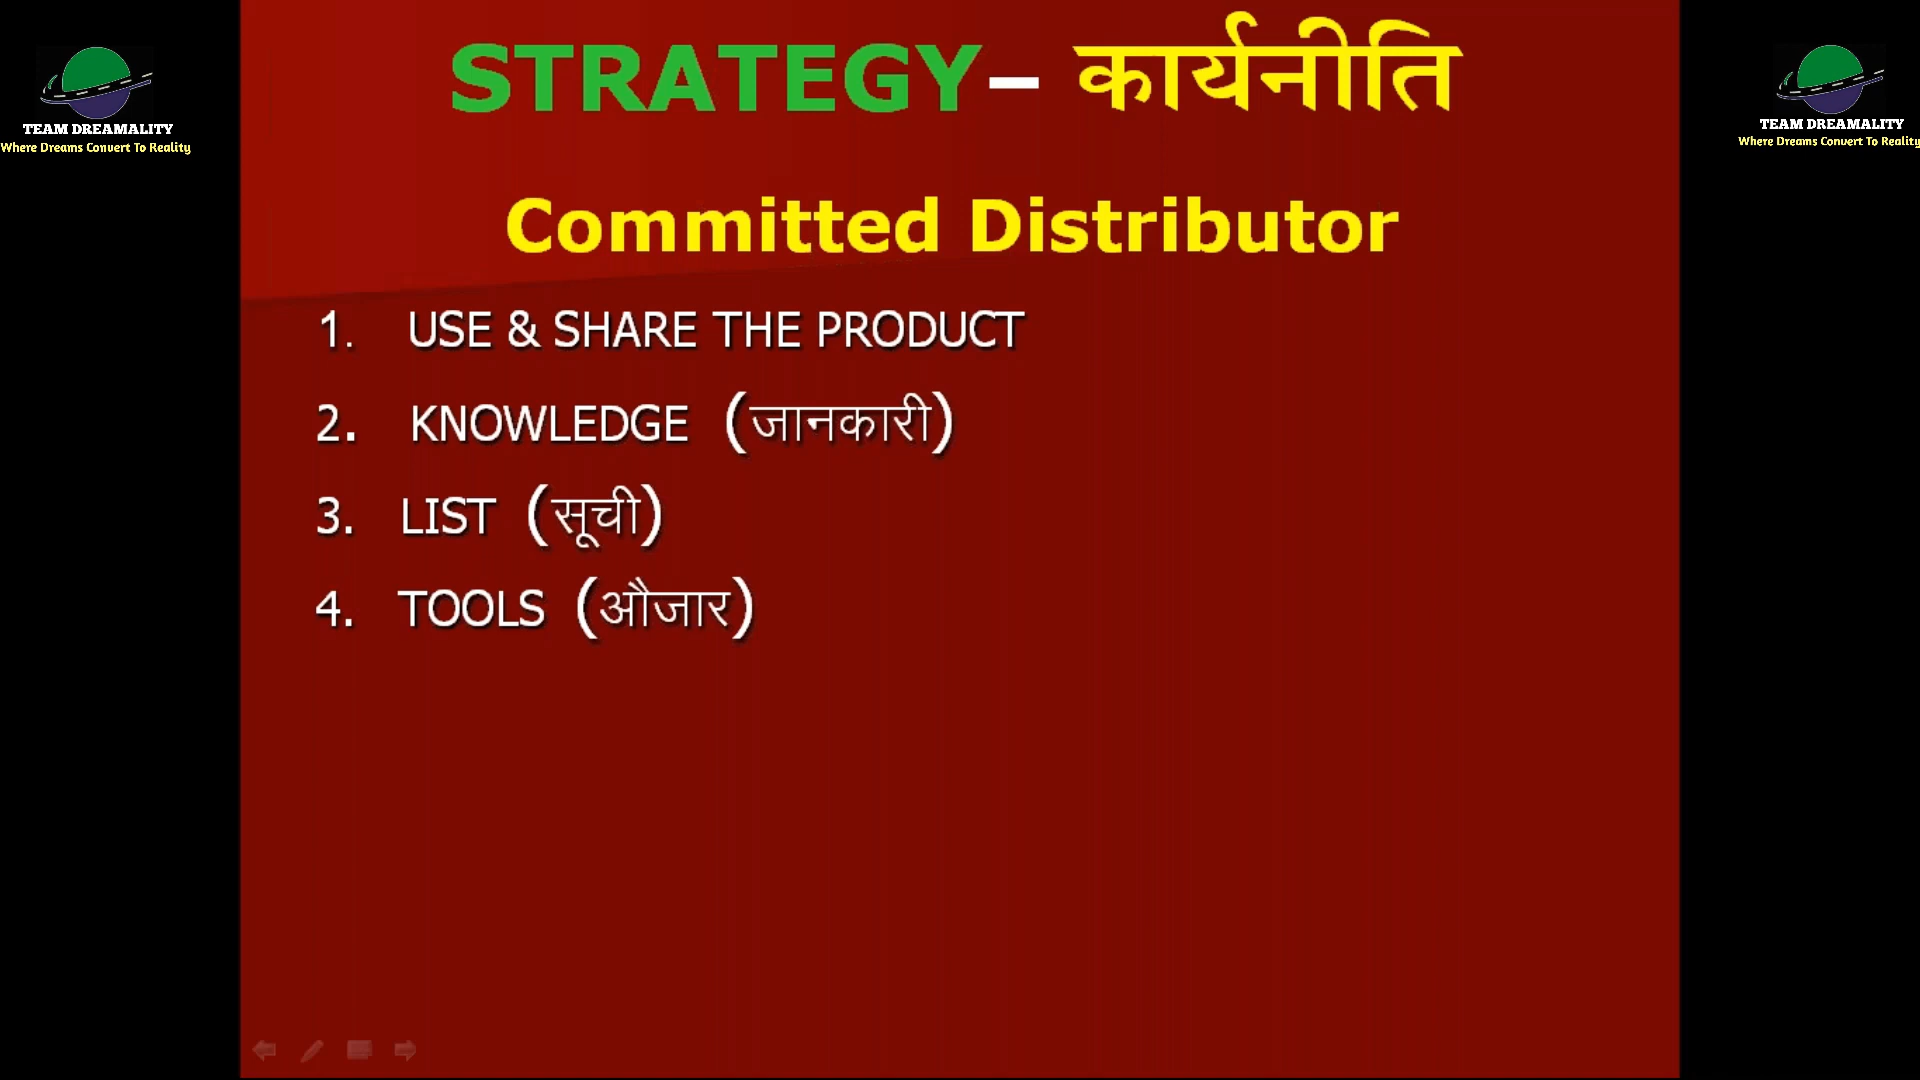 STRATEGY – कार्यनीति
Committed Distributor
1. USE & SHARE THE PRODUCT
2. KNOWLEDGE (जानकारी)
3. LIST (सूची)
4. TOOLS (औजार)
TEAM DREAMALITY
Where Dreams Convert To Reality
TEAM DREAMALITY
Where Dreams Convert To Reality